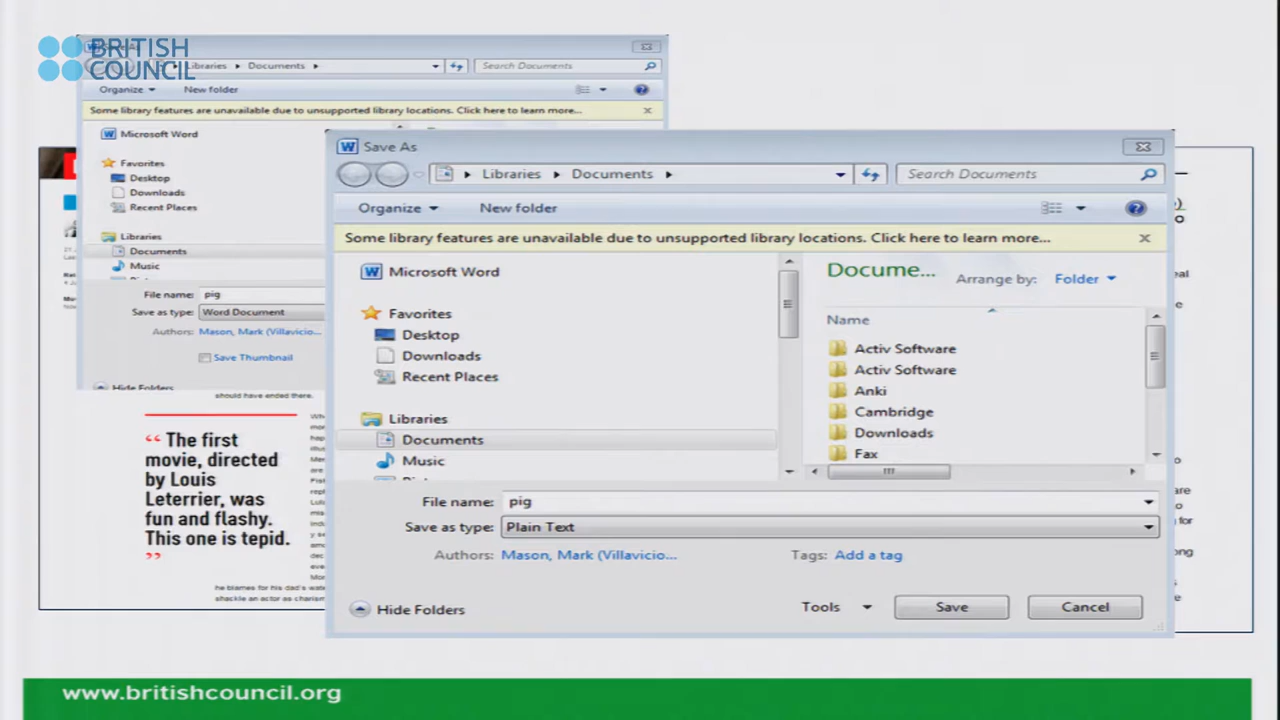 BRITISH
COUNCIL
Libraries Documents
Search Documents
Organize
New folder
Some library features are unavailable due to unsupported library locations. Click here to learn more...
Microsoft Word
Favorites
Desktop
Downloads
Recent Places
Libraries
Documents
Music
File name: pig
Save as type: Word Document
Authors: Mason, Mark (Villavicio...
Save Thumbnail
Hide Folders
should have ended there.
“ The first
movie, directed
by Louis
Leterrier, was
fun and flashy.
This one is tepid.
”
he blames for his dad's
shackle an actor as
Save As
Libraries Documents
Search Documents
Organize
New folder
Some library features are unavailable due to unsupported library locations. Click here to learn more...
Microsoft Word
Favorites
Desktop
Downloads
Recent Places
Libraries
Documents
Music
Docume...
Arrange by: Folder
Name
Activ Software
Activ Software
Anki
Cambridge
Downloads
Fax
File name: pig
Save as type: Plain Text
Authors: Mason, Mark (Villavicio...
Tags: Add a tag
Hide Folders
Tools
Save
Cancel
www.britishcouncil.org